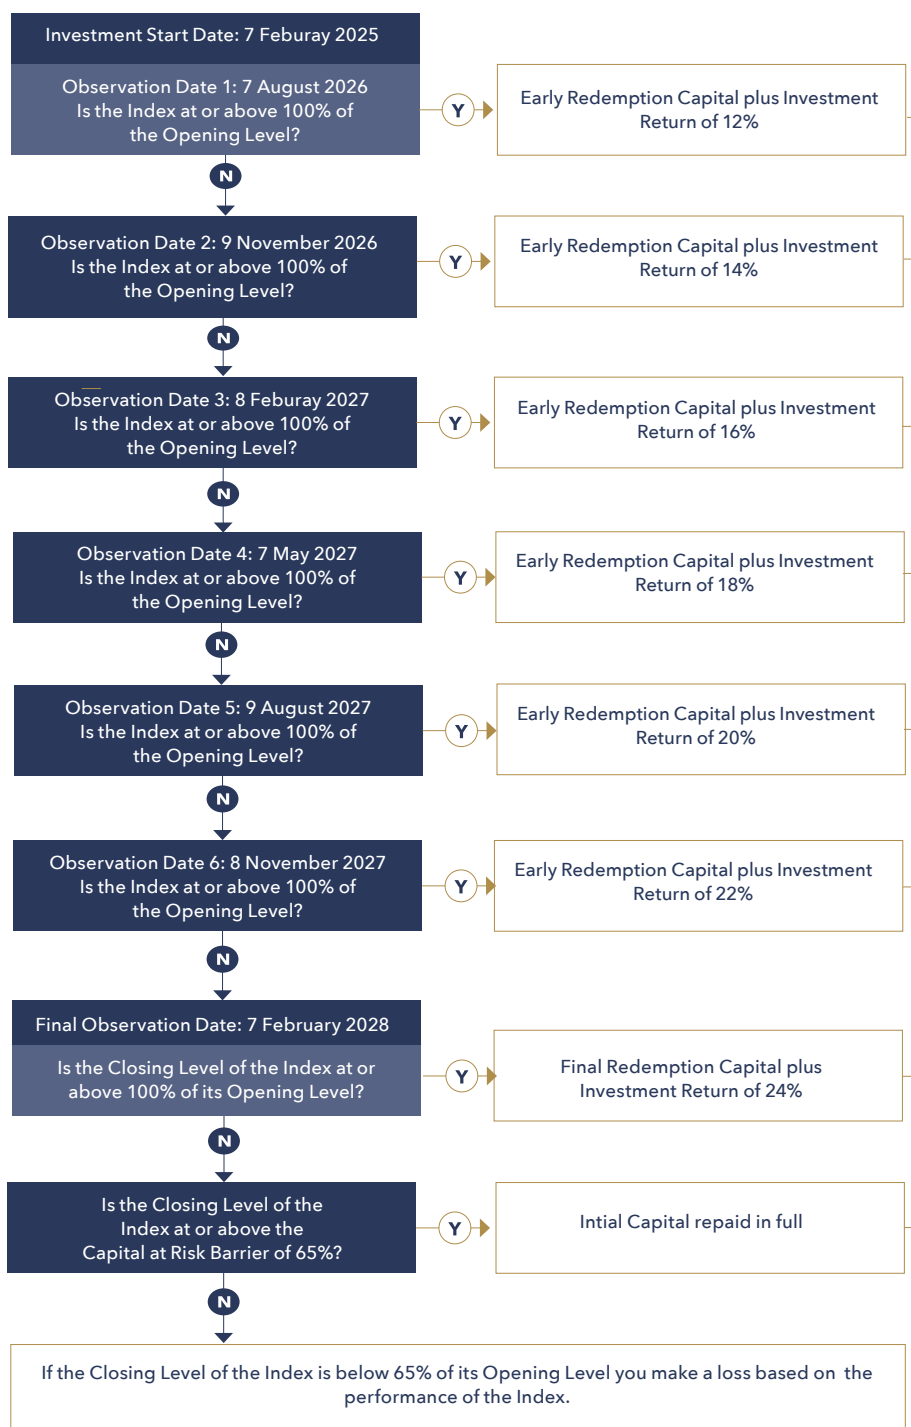 Investment Start Date: 7 Feburay 2025
Observation Date 1: 7 August 2026
Is the Index at or above 100% of
the Opening Level?
Y
Early Redemption Capital plus Investment
Return of 12%
N
Observation Date 2: 9 November 2026
Is the Index at or above 100% of
the Opening Level?
Y
Early Redemption Capital plus Investment
Return of 14%
N
Observation Date 3: 8 Feburay 2027
Is the Index at or above 100% of
the Opening Level?
Y
Early Redemption Capital plus Investment
Return of 16%
N
Observation Date 4: 7 May 2027
Is the Index at or above 100% of
the Opening Level?
Y
Early Redemption Capital plus Investment
Return of 18%
N
Observation Date 5: 9 August 2027
Is the Index at or above 100% of
the Opening Level?
Y
Early Redemption Capital plus Investment
Return of 20%
N
Observation Date 6: 8 November 2027
Is the Index at or above 100% of
the Opening Level?
Y
Early Redemption Capital plus Investment
Return of 22%
N
Final Observation Date: 7 February 2028
Is the Closing Level of the Index at or
above 100% of its Opening Level?
Y
Final Redemption Capital plus
Investment Return of 24%
N
Is the Closing Level of the
Index at or above the
Capital at Risk Barrier of 65%?
Y
Intial Capital repaid in full
N
If the Closing Level of the Index is below 65% of its Opening Level you make a loss based on the
performance of the Index.